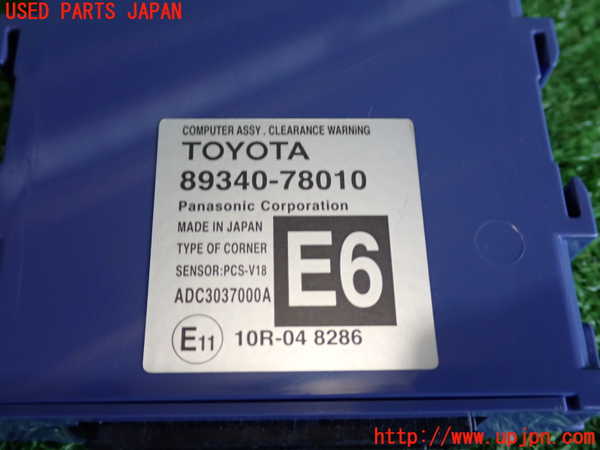 USED PARTS JAPAN
COMPUTER ASSY, CLEARANCE WARNING
TOYOTA
89340-78010
Panasonic Corporation
MADE IN JAPAN
TYPE OF CORNER
SENSOR:PCS-V18
ADC3037000A
E6
E11 10R-04 8286
http://www.upjpn.com